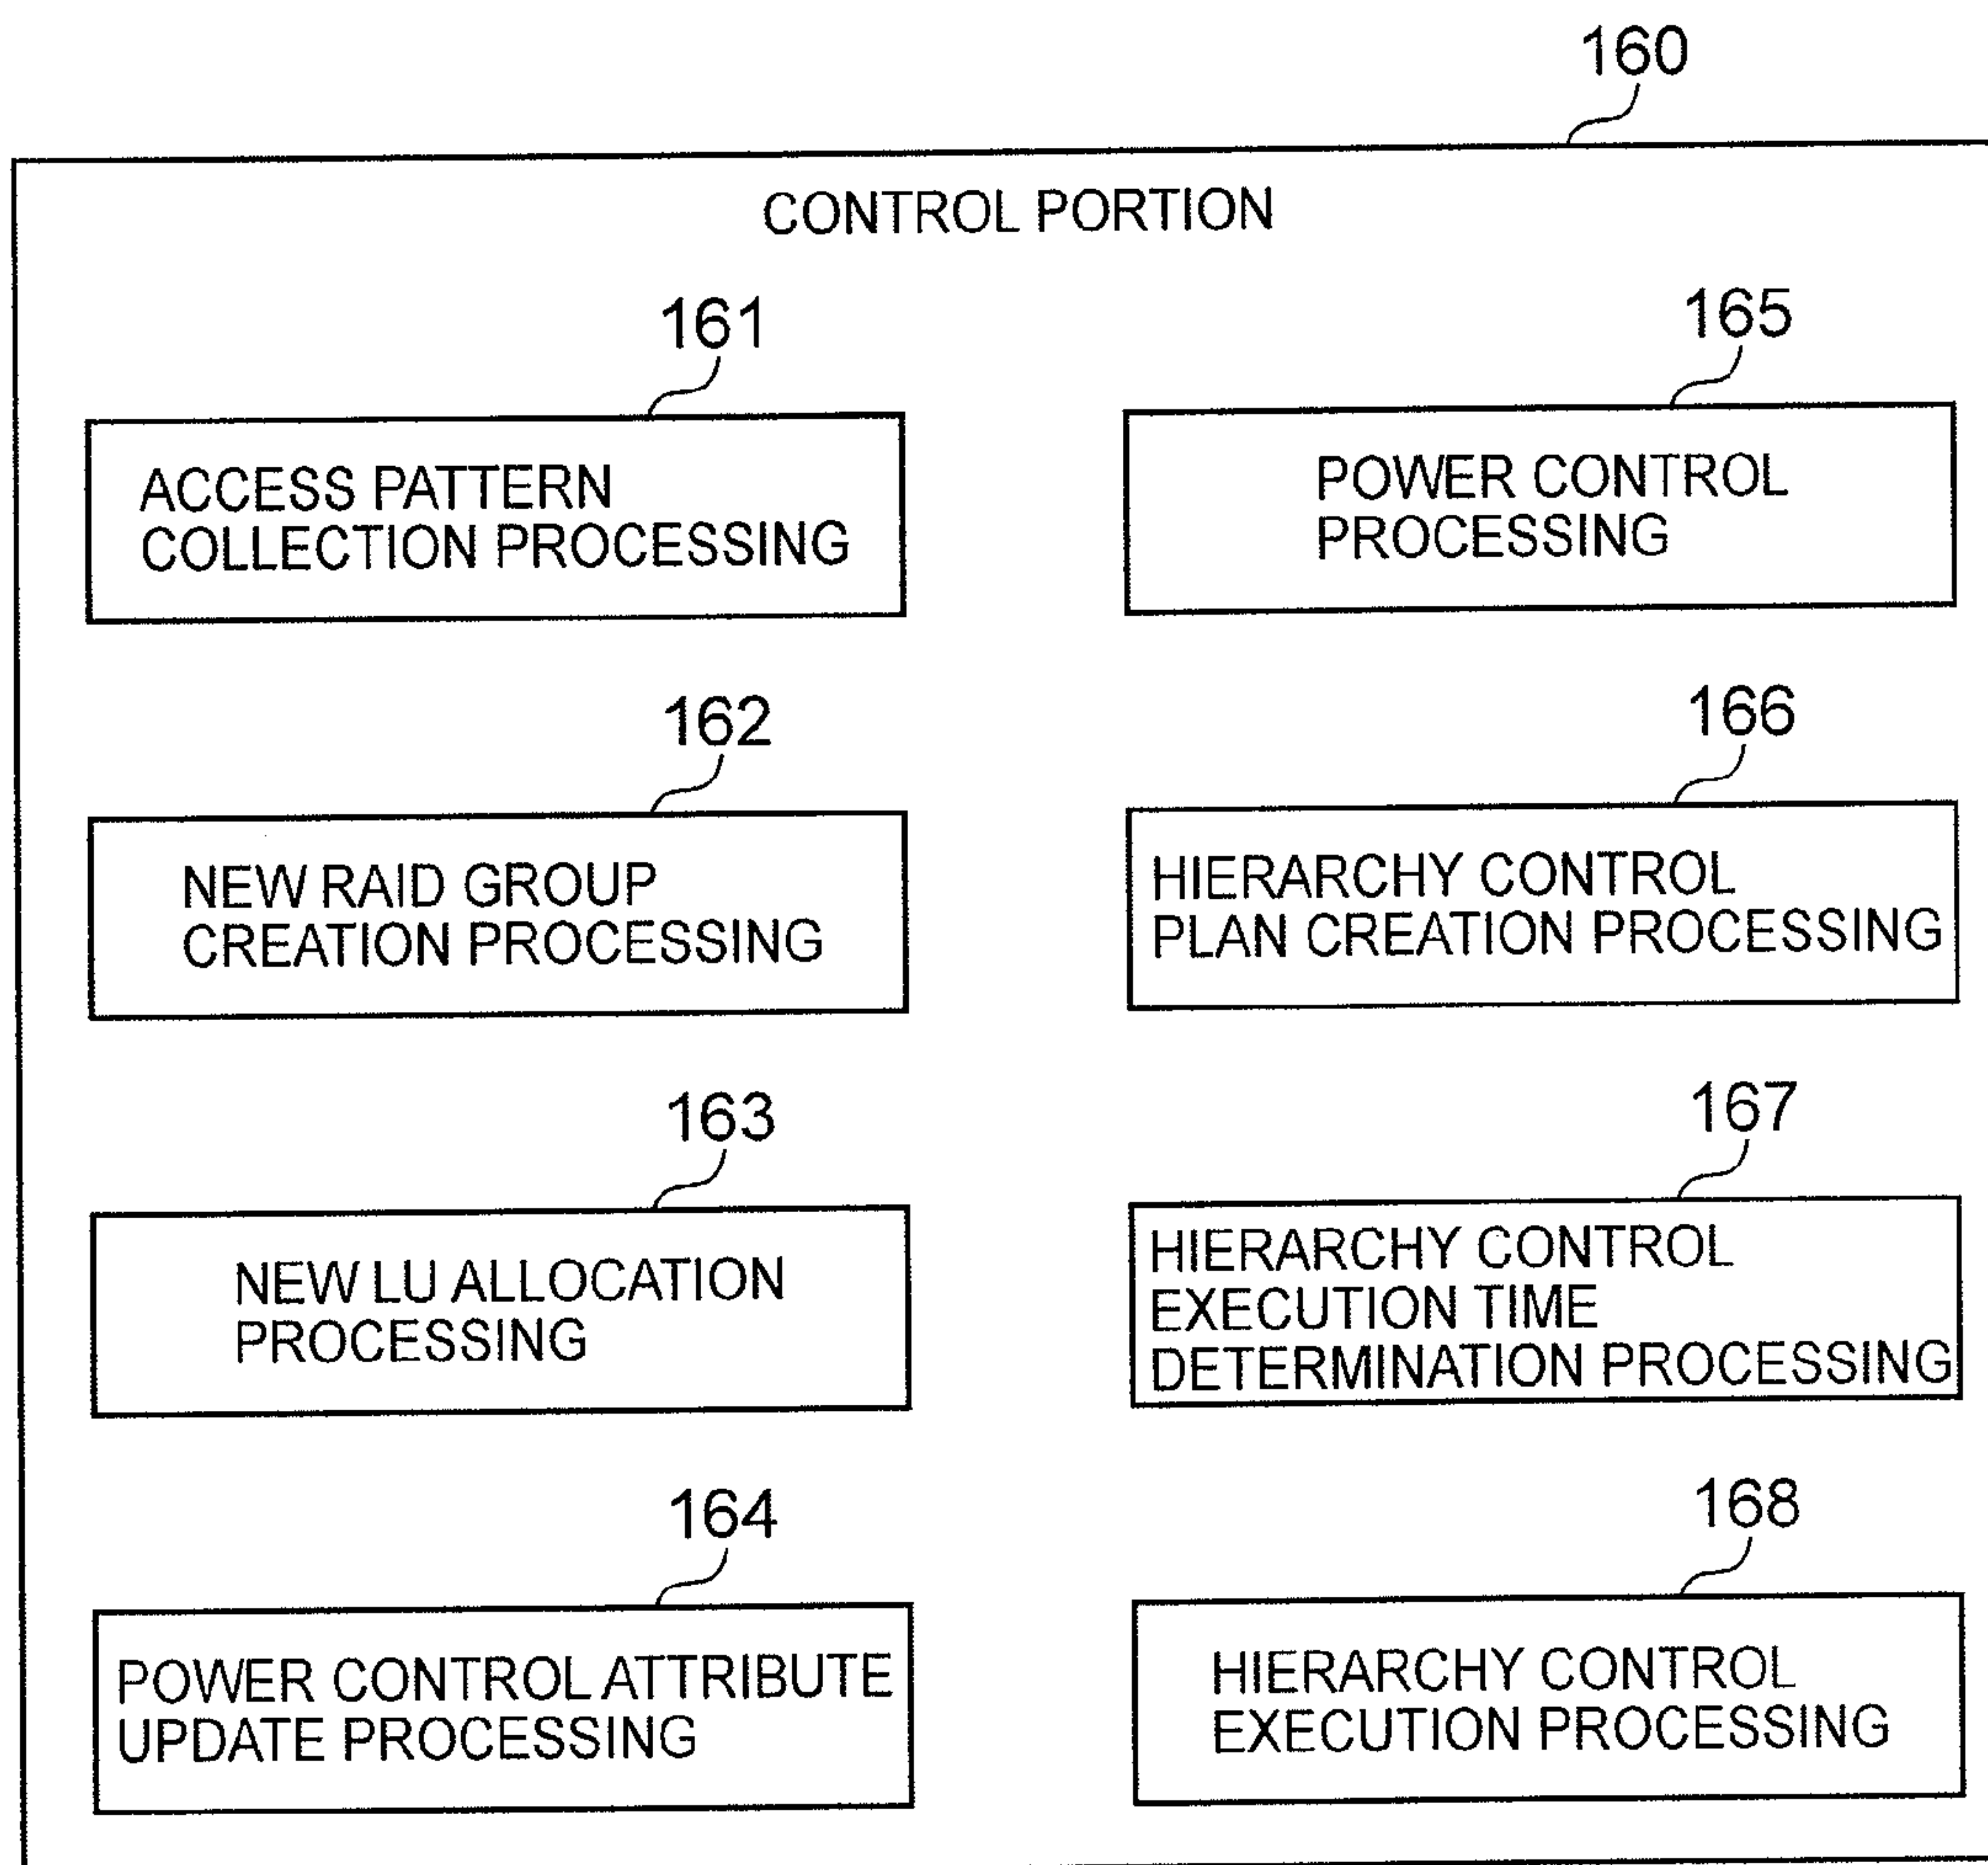 160
CONTROL PORTION
161
ACCESS PATTERN
COLLECTION PROCESSING
162
NEW RAID GROUP
CREATION PROCESSING
163
NEW LU ALLOCATION
PROCESSING
164
POWER CONTROL ATTRIBUTE
UPDATE PROCESSING
165
POWER CONTROL
PROCESSING
166
HIERARCHY CONTROL
PLAN CREATION PROCESSING
167
HIERARCHY CONTROL
EXECUTION TIME
DETERMINATION PROCESSING
168
HIERARCHY CONTROL
EXECUTION PROCESSING